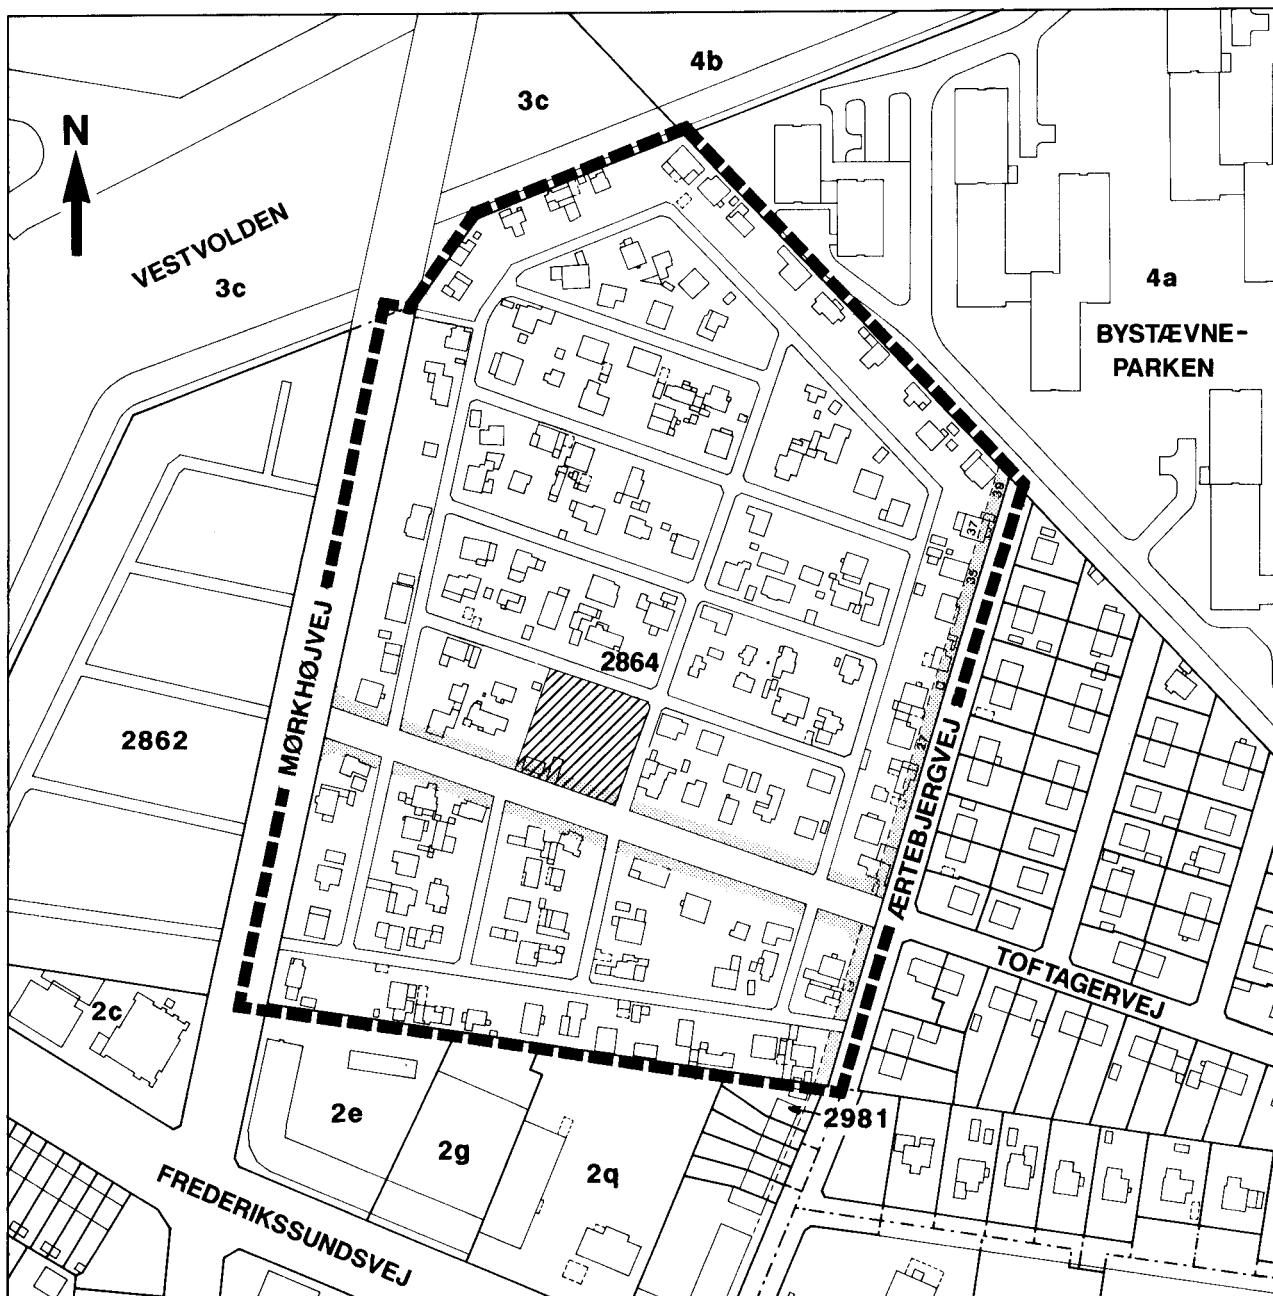 4b
3c
N
VESTVOLDEN
3c
4a
BYSTÆVNE-
PARKEN
39
37
35
2864
MØRKHØJVEJ
2862
27
ÆRTEBJERGVEJ
TOFTAGERVEJ
2c
2e
2981
2g
2q
FREDERIKSSUNDSVEJ